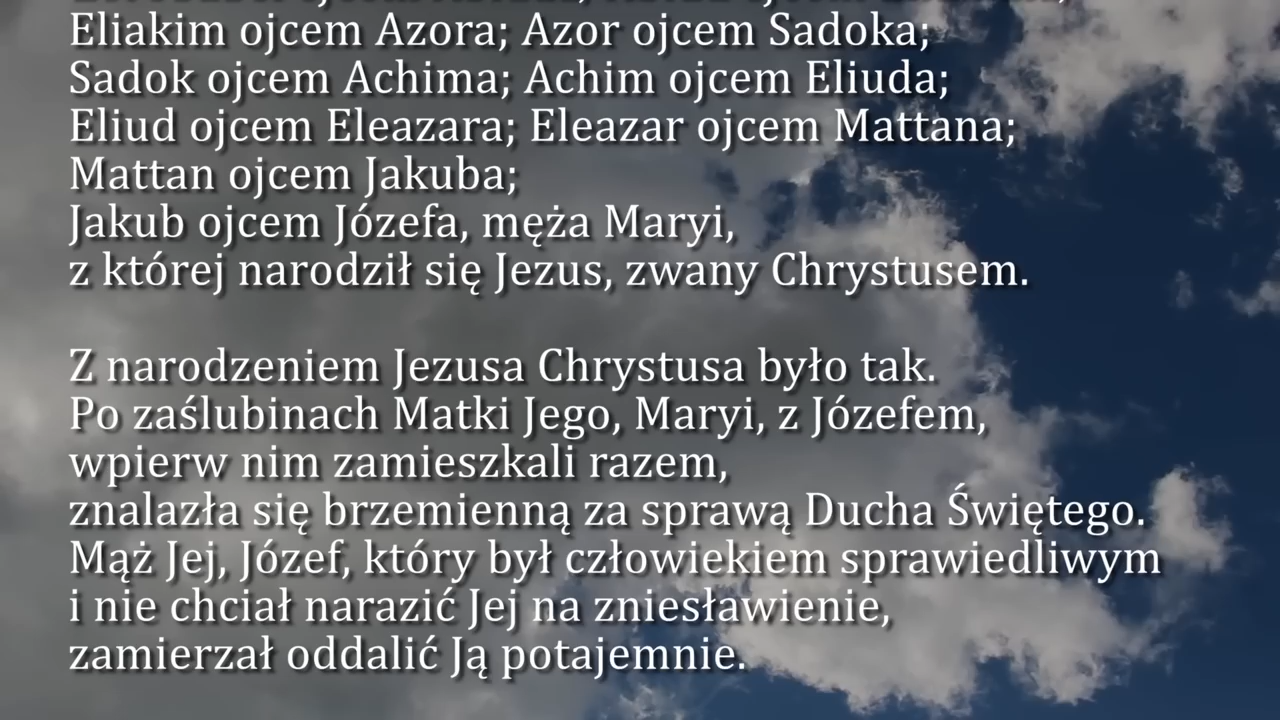 Eliakim ojcem Azora; Azor ojcem Sadoka;
Sadok ojcem Achima; Achim ojcem Eliuda;
Eliud ojcem Eleazara; Eleazar ojcem Mattana;
Mattan ojcem Jakuba;
Jakub ojcem Józefa, męża Maryi,
z której narodził się Jezus, zwany Chrystusem.
Z narodzeniem Jezusa Chrystusa było tak.
Po zaślubinach Matki Jego, Maryi, z Józefem,
wpierw nim zamieszkali razem,
znalazła się brzemienną za sprawą Ducha Świętego.
Mąż Jej, Józef, który był człowiekiem sprawiedliwym
i nie chciał narazić Jej na zniesławienie,
zamierzał oddalić Ją potajemnie.